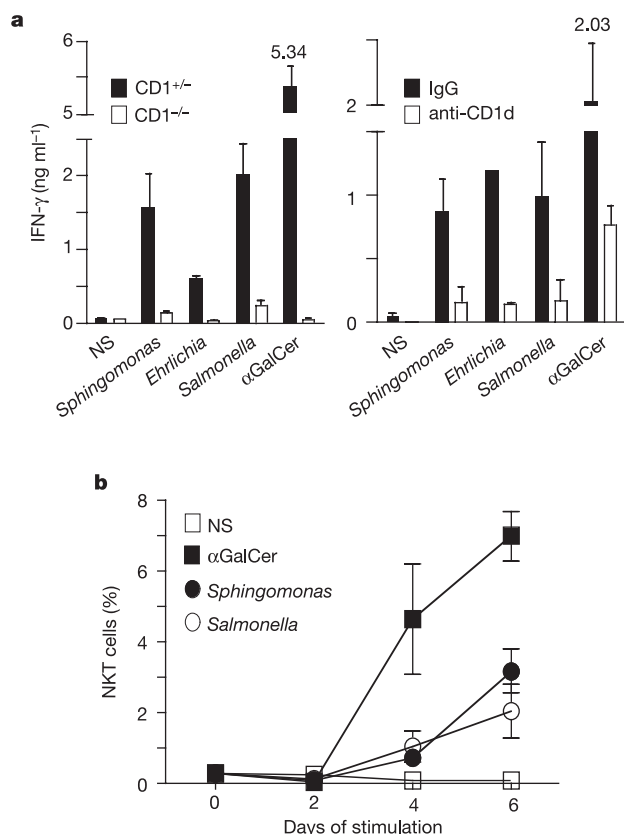 a
6
5
2
1
0
IFN-γ (ng ml⁻¹)
CD1⁺/⁻
CD1⁻/⁻
5.34
NS
Sphingomonas
Ehrlichia
Salmonella
αGalCer
2
1
0
IgG
anti-CD1d
2.03
NS
Sphingomonas
Ehrlichia
Salmonella
αGalCer
b
8
6
4
2
0
NKT cells (%)
NS
αGalCer
Sphingomonas
Salmonella
0 2 4 6
Days of stimulation